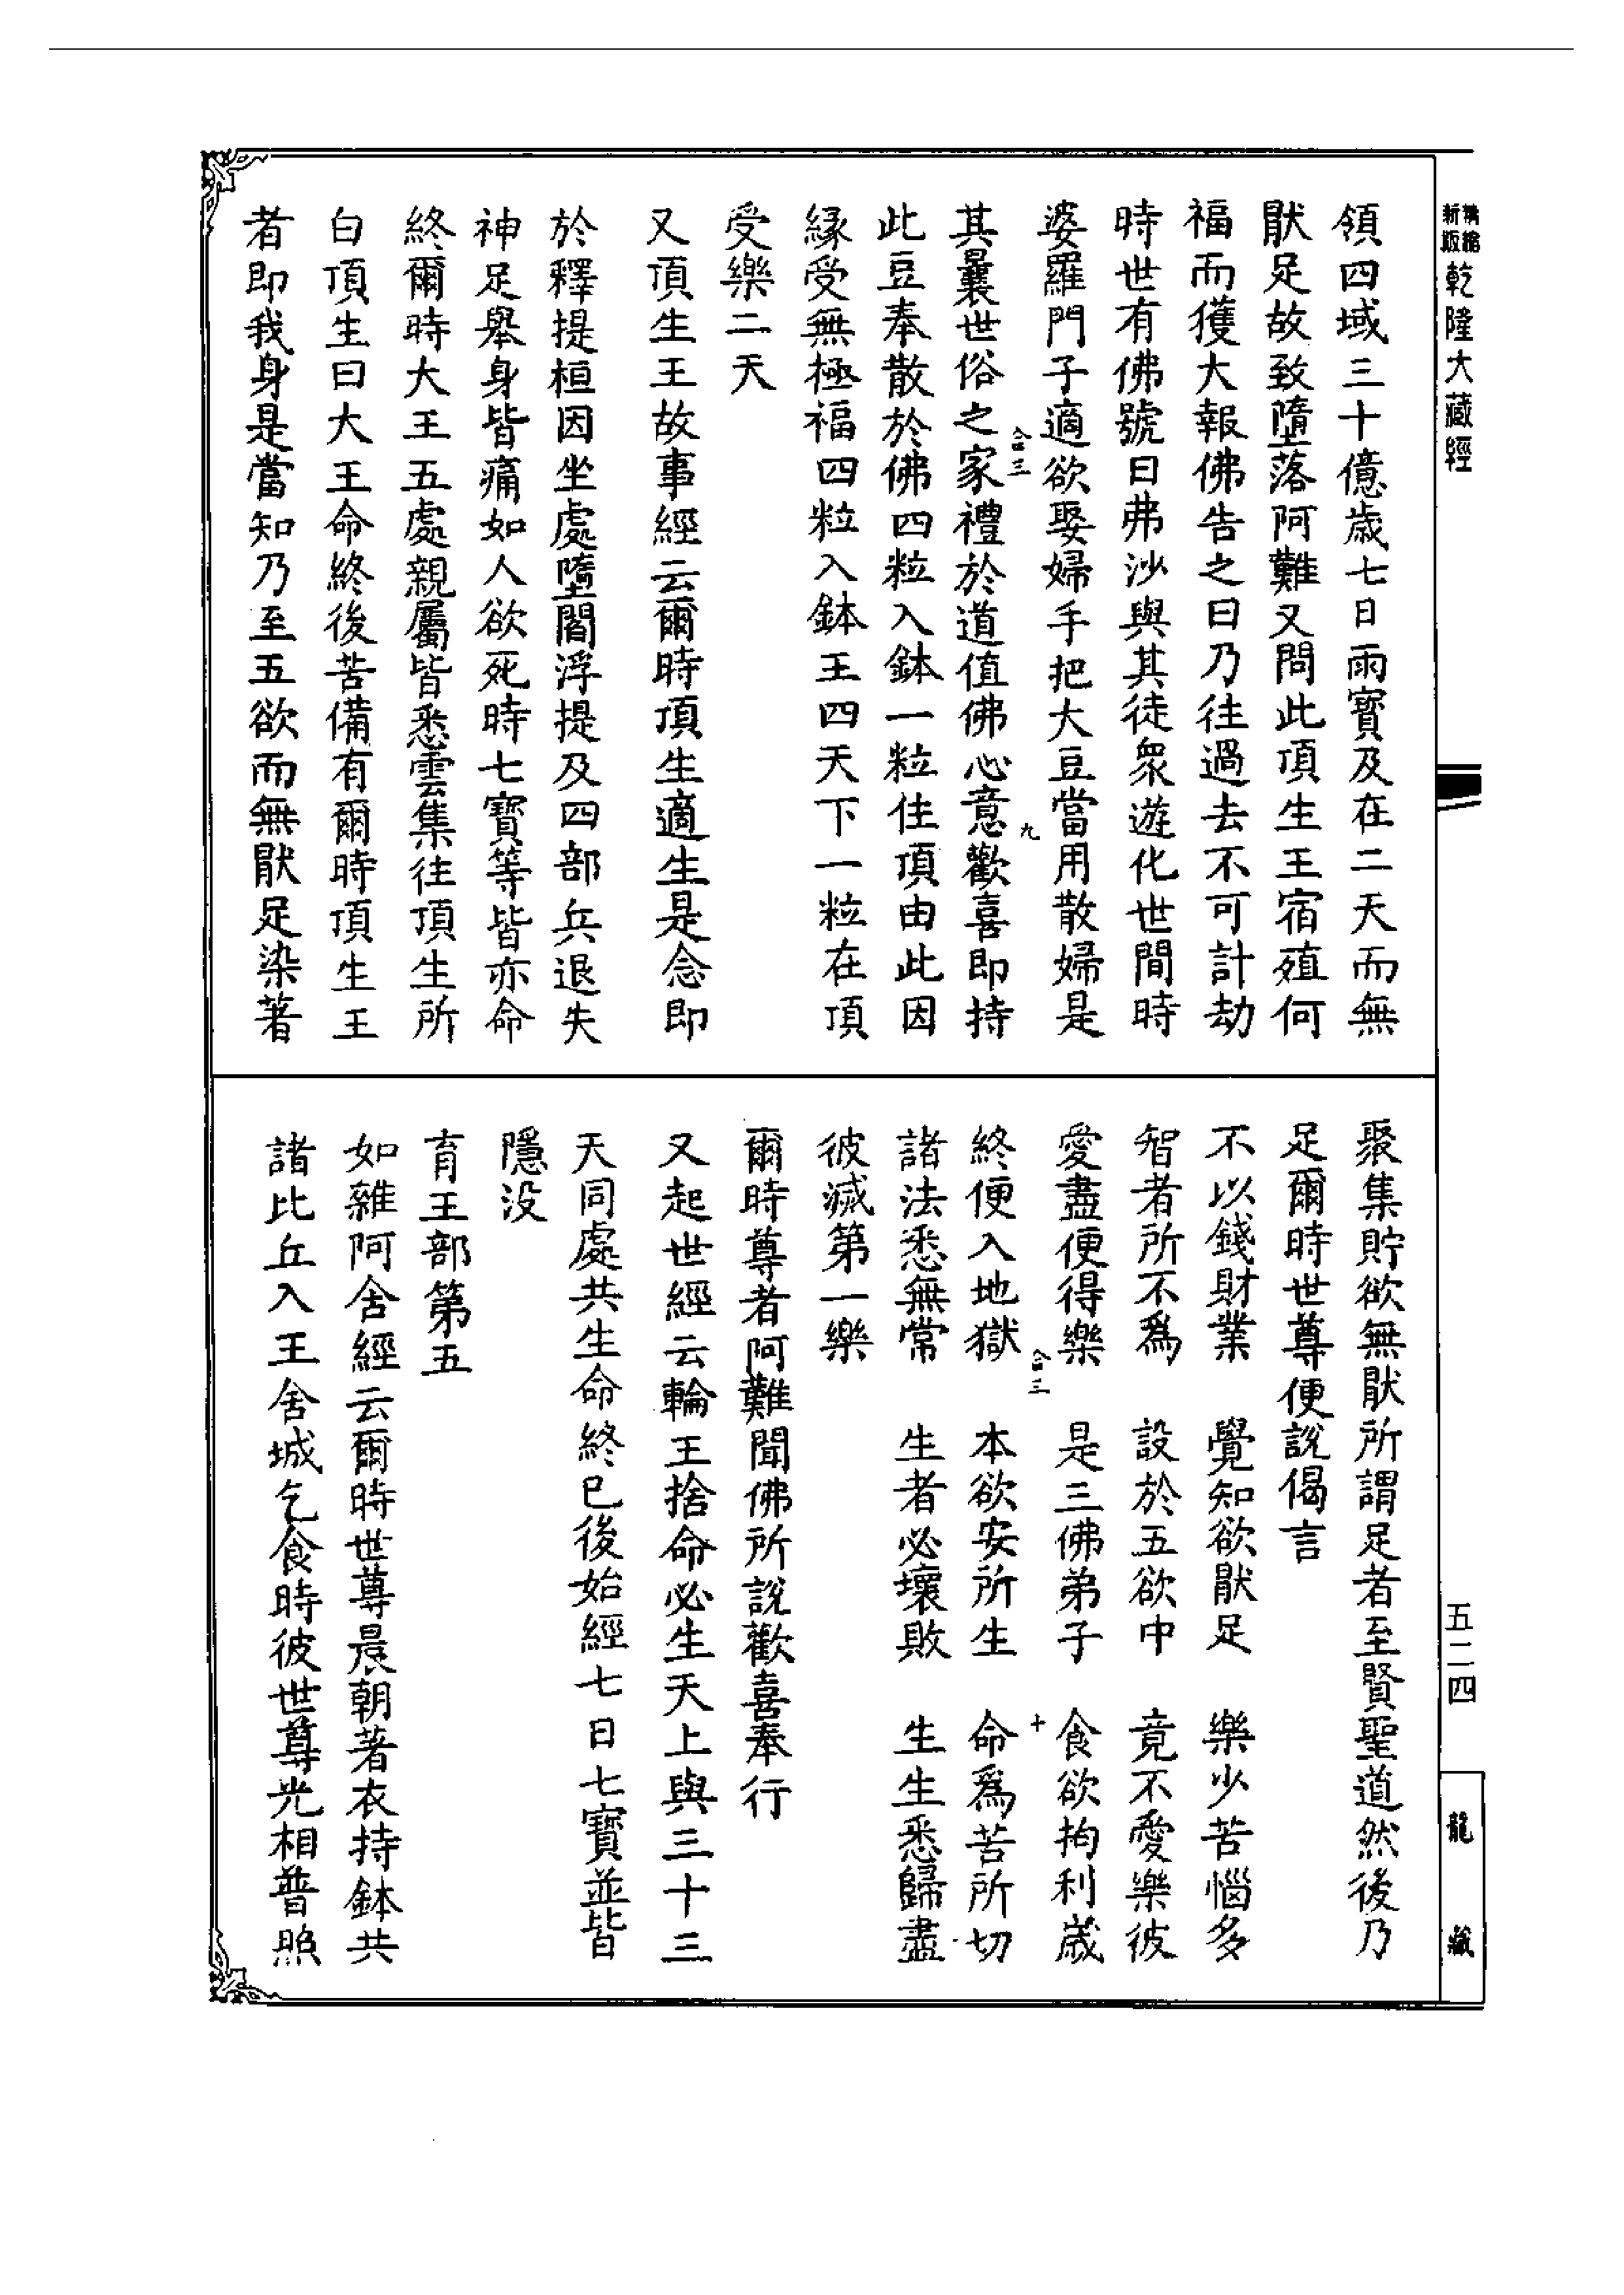 精縮
新版
乾隆大藏經
領四域三十億歲七日雨寶及在二天而無
猒足故致墮落阿難又問此頂生王宿殖何
福而獲大報佛告之曰乃往過去不可計劫
時世有佛號曰弗沙與其徒眾遊化世間時
婆羅門子適欲娶婦手把大豆當用散婦是
合三
九
其曩世俗之家禮於道值佛心意歡喜即持
此豆奉散於佛四粒入鉢一粒住頂由此因
緣受無極福四粒入鉢王四天下一粒在頂
受樂二天
又頂生王故事經云爾時頂生適生是念即
於釋提桓因坐處墮閻浮提及四部兵退失
神足舉身皆痛如人欲死時七寶等皆亦命
終爾時大王五處親屬皆悉雲集往頂生所
白頂生曰大王命終後苦備有爾時頂生王
者即我身是當知乃至五欲而無猒足染著
聚集貯欲無猒所謂足者至賢聖道然後乃
足爾時世尊便說偈言
不以錢財業　覺知欲猒足　樂少苦惱多
智者所不為　設於五欲中　竟不愛樂彼
愛盡便得樂　是三佛弟子　食欲拘利歲
合三
十
終便入地獄　本欲安所生　命為苦所切
諸法悉無常　生者必壞敗　生生悉歸盡
彼滅第一樂
爾時尊者阿難聞佛所說歡喜奉行
又起世經云輪王捨命必生天上與三十三
天同處共生命終已後始經七日七寶並皆
隱沒
育王部第五
如雜阿含經云爾時世尊晨朝著衣持鉢共
諸比丘入王舍城乞食時彼世尊光相普照
五二四
龍藏